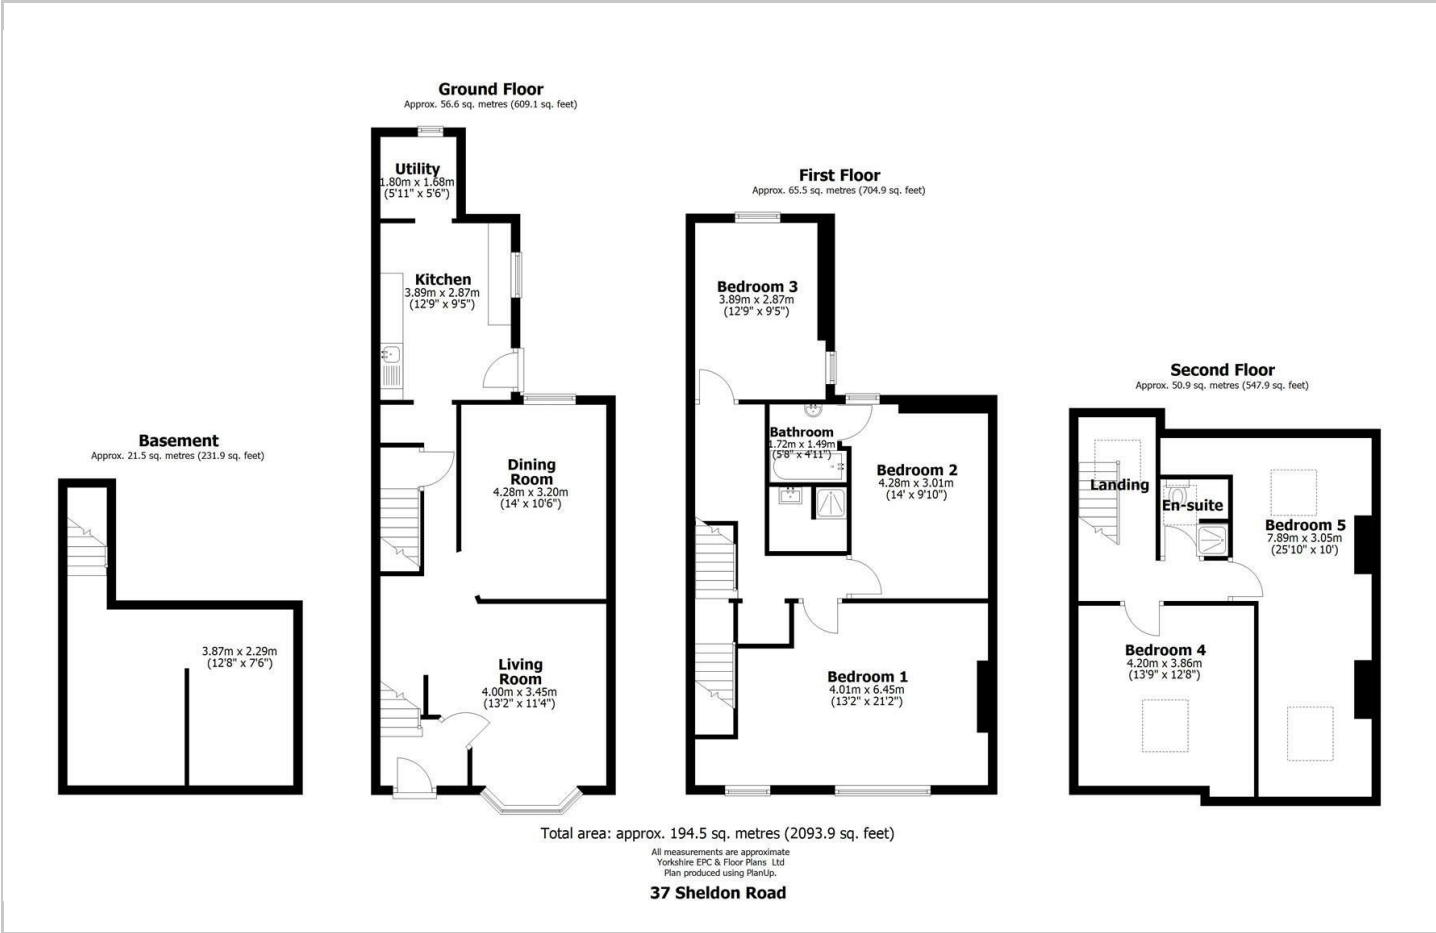 Ground Floor
Approx. 56.6 sq. metres (609.1 sq. feet)
Utility
1.80m x 1.68m
(5'11" x 5'6")
Kitchen
3.89m x 2.87m
(12'9" x 9'5")
Dining
Room
4.28m x 3.20m
(14' x 10'6")
Living
Room
4.00m x 3.45m
(13'2" x 11'4")
First Floor
Approx. 65.5 sq. metres (704.9 sq. feet)
Bedroom 3
3.89m x 2.87m
(12'9" x 9'5")
Bathroom
1.72m x 1.49m
(5'8" x 4'11")
Bedroom 2
4.28m x 3.01m
(14' x 9'10")
Bedroom 1
4.01m x 6.45m
(13'2" x 21'2")
Second Floor
Approx. 50.9 sq. metres (547.9 sq. feet)
Landing
En-suite
Bedroom 5
7.89m x 3.05m
(25'10" x 10')
Bedroom 4
4.20m x 3.86m
(13'9" x 12'8")
Basement
Approx. 21.5 sq. metres (231.9 sq. feet)
3.87m x 2.29m
(12'8" x 7'6")
Total area: approx. 194.5 sq. metres (2093.9 sq. feet)
All measurements are approximate
Yorkshire EPC & Floor Plans Ltd
Plan produced using PlanUp.
37 Sheldon Road